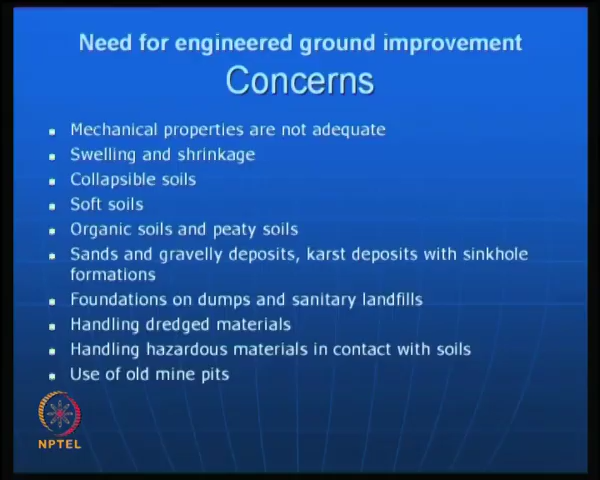 Need for engineered ground improvement
Concerns
Mechanical properties are not adequate
Swelling and shrinkage
Collapsible soils
Soft soils
Organic soils and peaty soils
Sands and gravelly deposits, karst deposits with sinkhole
formations
Foundations on dumps and sanitary landfills
Handling dredged materials
Handling hazardous materials in contact with soils
Use of old mine pits
NPTEL